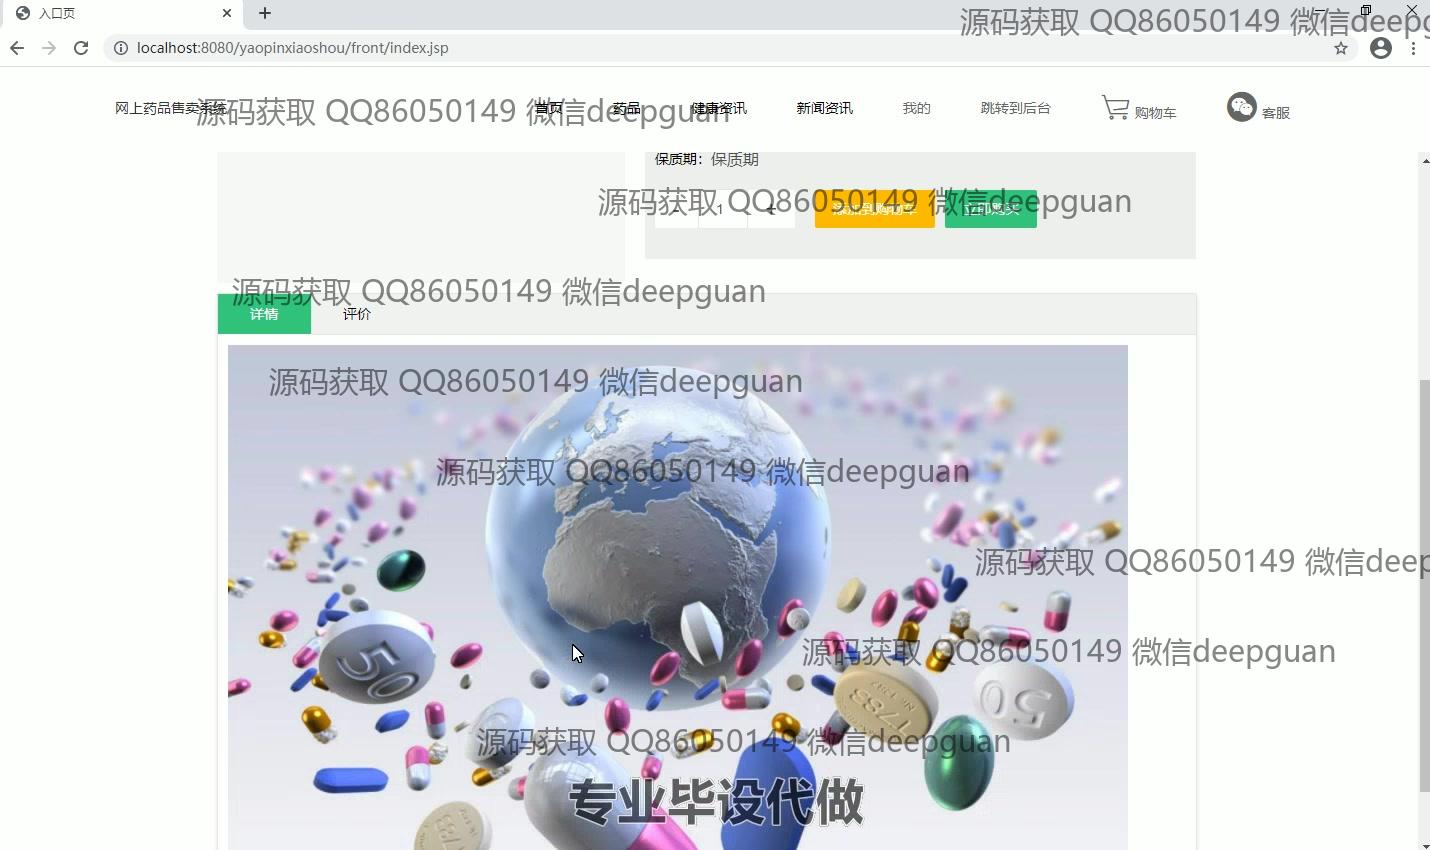 入口页
源码获取 QQ86050149 微信deepg
localhost:8080/yaopinxiaoshou/front/index.jsp
网上药品售卖系统 首页 药品 健康资讯 新闻资讯 我的 跳转到后台 购物车 客服
源码获取 QQ86050149 微信deepguan
保质期：保质期
源码获取 QQ86050149 微信deepguan
- 1 + 添加到购物车 立即购买
源码获取 QQ86050149 微信deepguan
详情 评价
源码获取 QQ86050149 微信deepguan
源码获取 QQ86050149 微信deepguan
源码获取 QQ86050149 微信deep
50
源码获取 QQ86050149 微信deepguan
50
源码获取 QQ86050149 微信deepguan
专业毕设代做